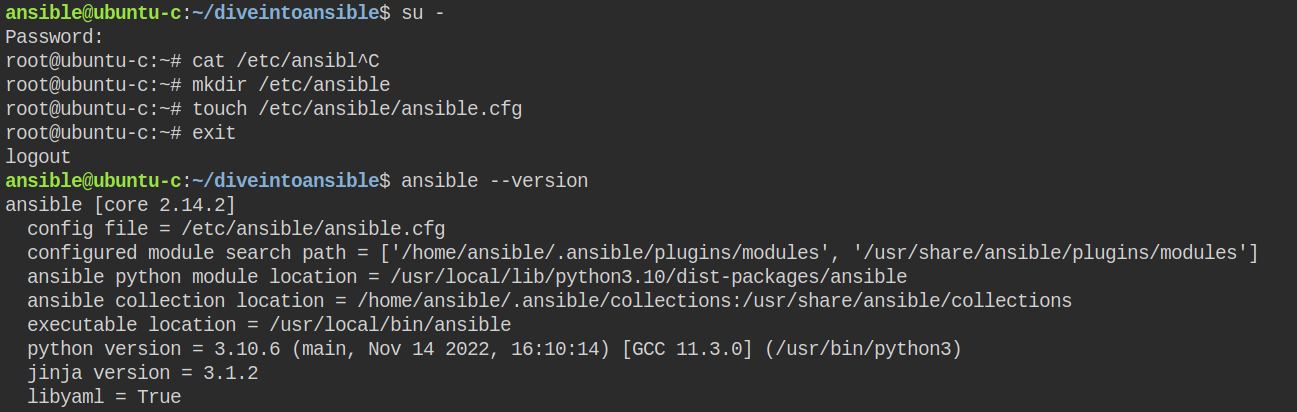 ansible@ubuntu-c:~/diveintoansible$ su -
Password:
root@ubuntu-c:~# cat /etc/ansibl^C
root@ubuntu-c:~# mkdir /etc/ansible
root@ubuntu-c:~# touch /etc/ansible/ansible.cfg
root@ubuntu-c:~# exit
logout
ansible@ubuntu-c:~/diveintoansible$ ansible --version
ansible [core 2.14.2]
  config file = /etc/ansible/ansible.cfg
  configured module search path = ['/home/ansible/.ansible/plugins/modules', '/usr/share/ansible/plugins/modules']
  ansible python module location = /usr/local/lib/python3.10/dist-packages/ansible
  ansible collection location = /home/ansible/.ansible/collections:/usr/share/ansible/collections
  executable location = /usr/local/bin/ansible
  python version = 3.10.6 (main, Nov 14 2022, 16:10:14) [GCC 11.3.0] (/usr/bin/python3)
  jinja version = 3.1.2
  libyaml = True